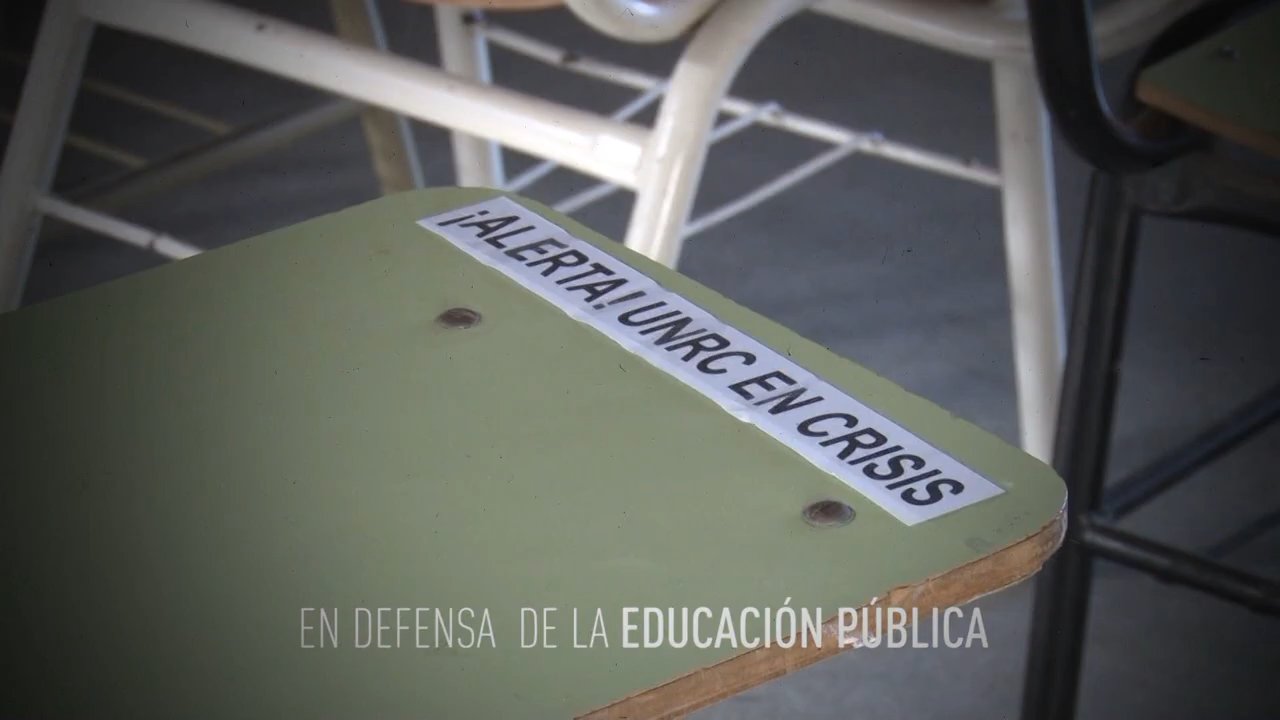 ¡ALERTA! UNRC EN CRISIS
EN DEFENSA DE LA EDUCACIÓN PÚBLICA